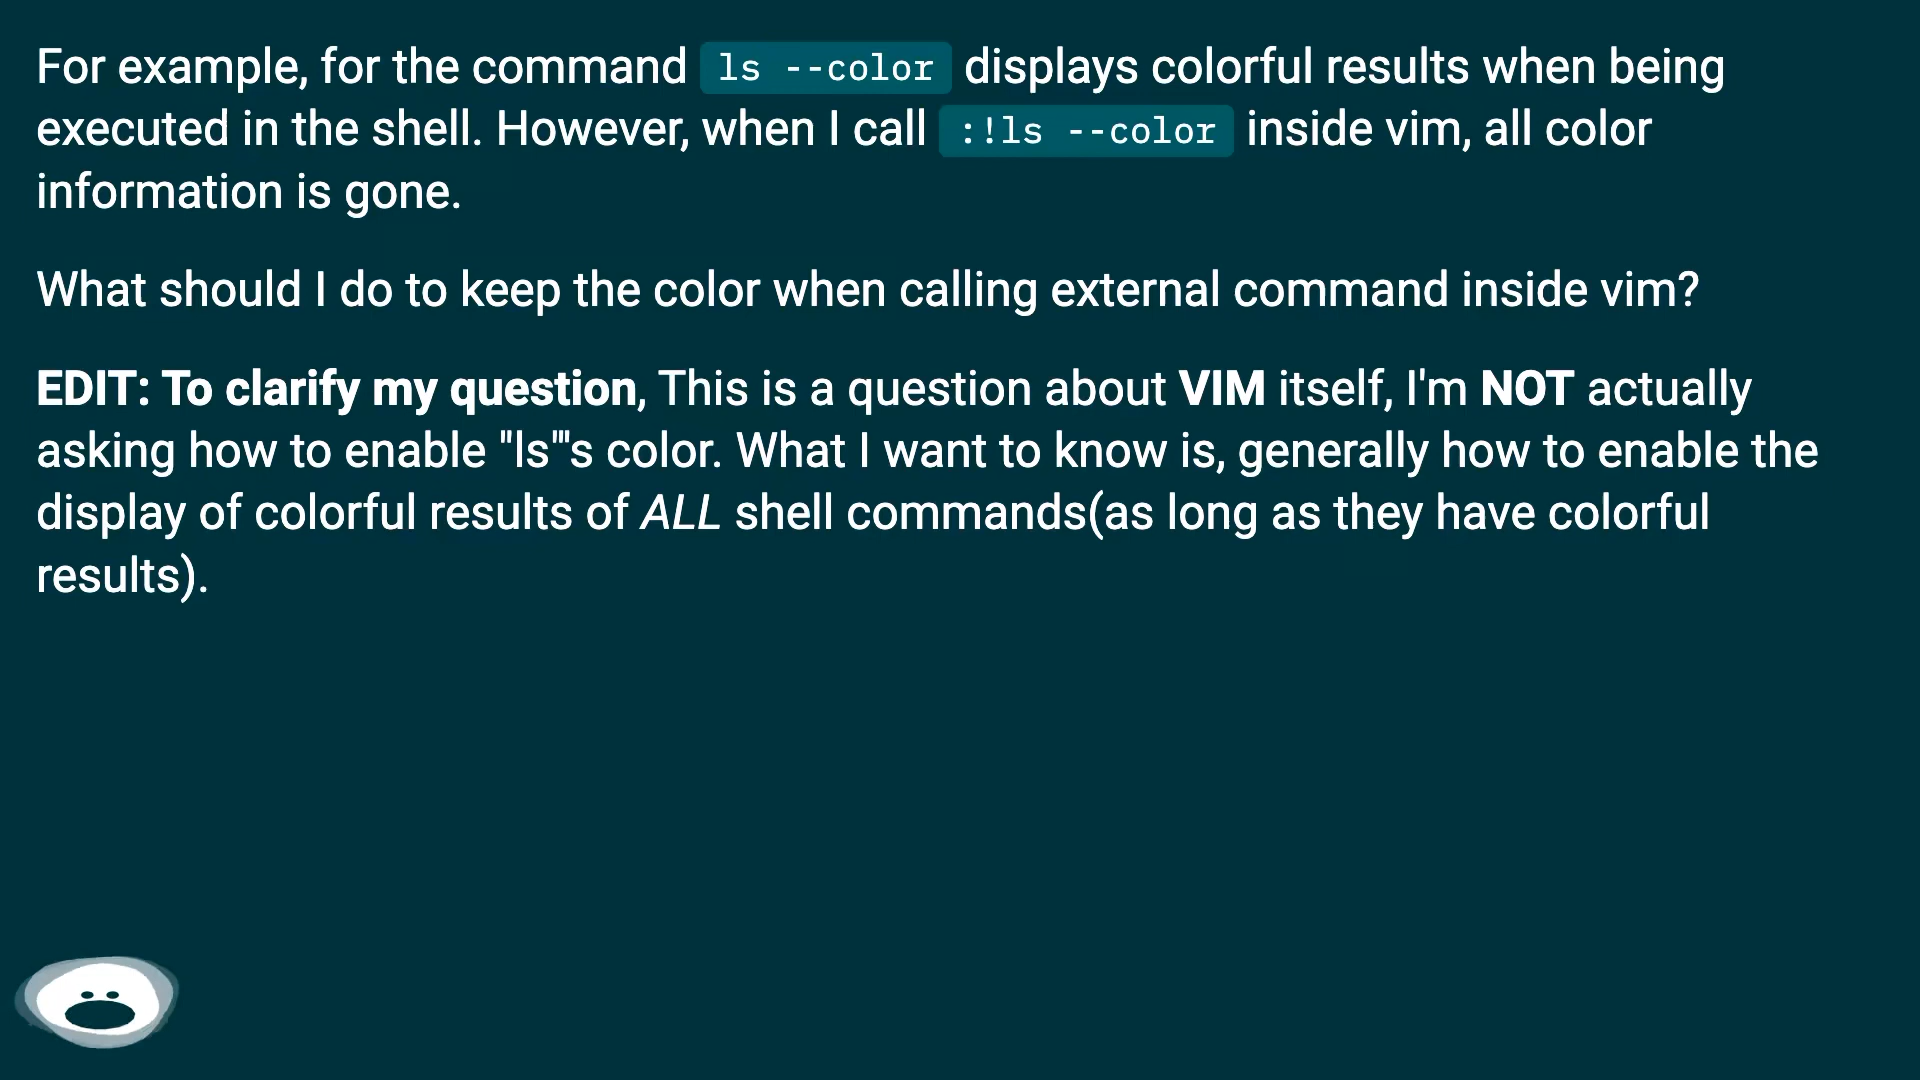 For example, for the command ls --color displays colorful results when being
executed in the shell. However, when I call :!ls --color inside vim, all color
information is gone.
What should I do to keep the color when calling external command inside vim?
EDIT: To clarify my question, This is a question about VIM itself, I'm NOT actually
asking how to enable "ls"'s color. What I want to know is, generally how to enable the
display of colorful results of ALL shell commands(as long as they have colorful
results).